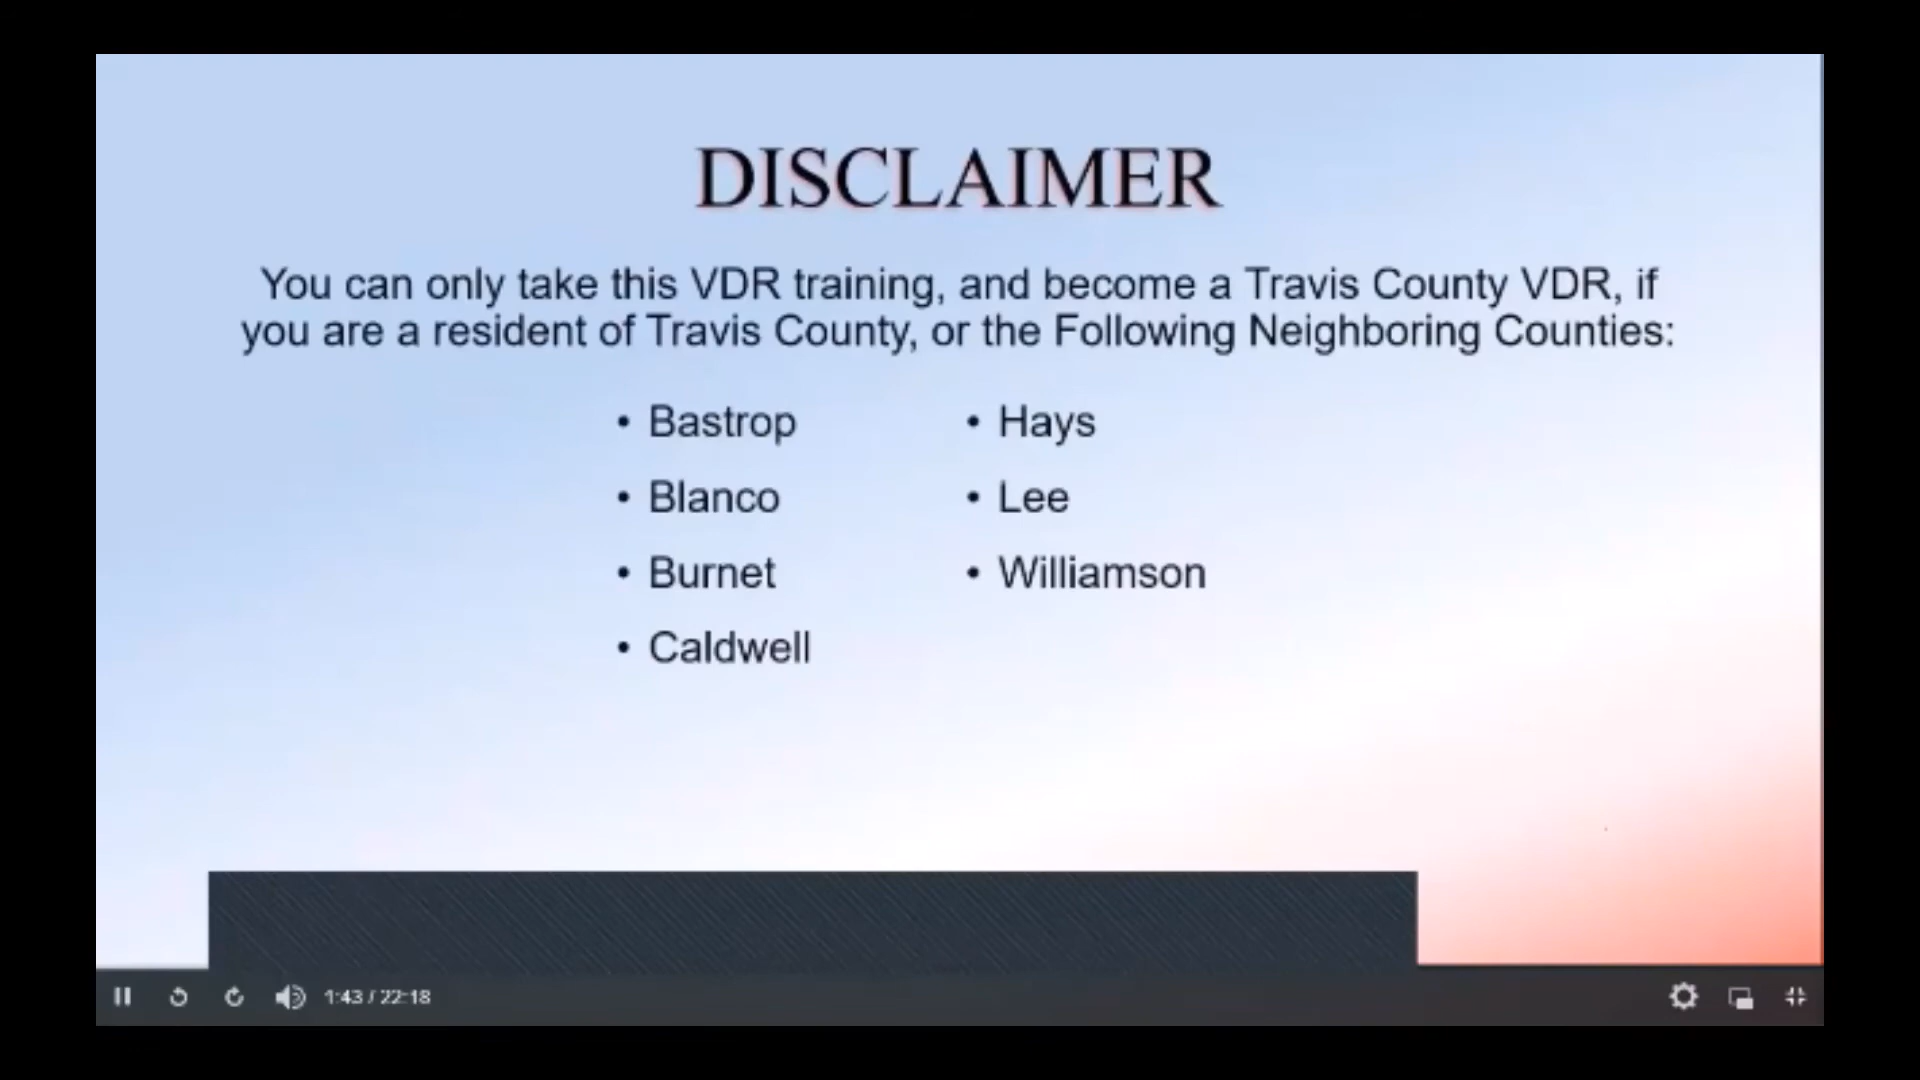 DISCLAIMER
You can only take this VDR training, and become a Travis County VDR, if
you are a resident of Travis County, or the Following Neighboring Counties:
• Bastrop
• Blanco
• Burnet
• Caldwell
• Hays
• Lee
• Williamson
1:43 / 22:18